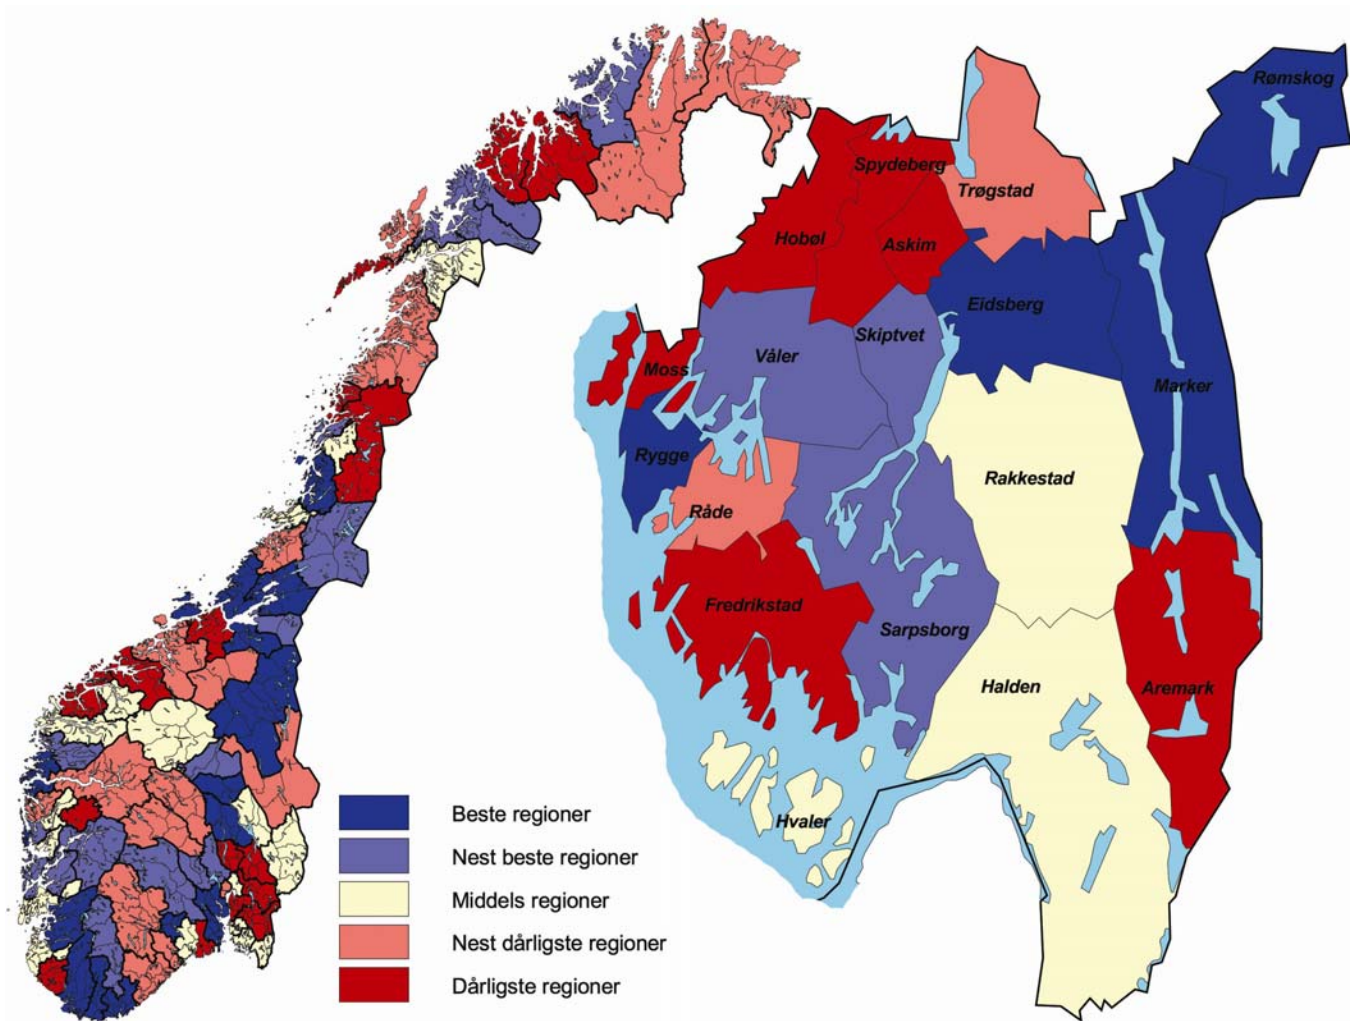 Rømskog
Spydeberg
Trøgstad
Hobøl
Askim
Eidsberg
Skiptvet
Våler
Moss
Marker
Rygge
Rakkestad
Råde
Fredrikstad
Sarpsborg
Halden
Aremark
Hvaler
Beste regioner
Nest beste regioner
Middels regioner
Nest dårligste regioner
Dårligste regioner